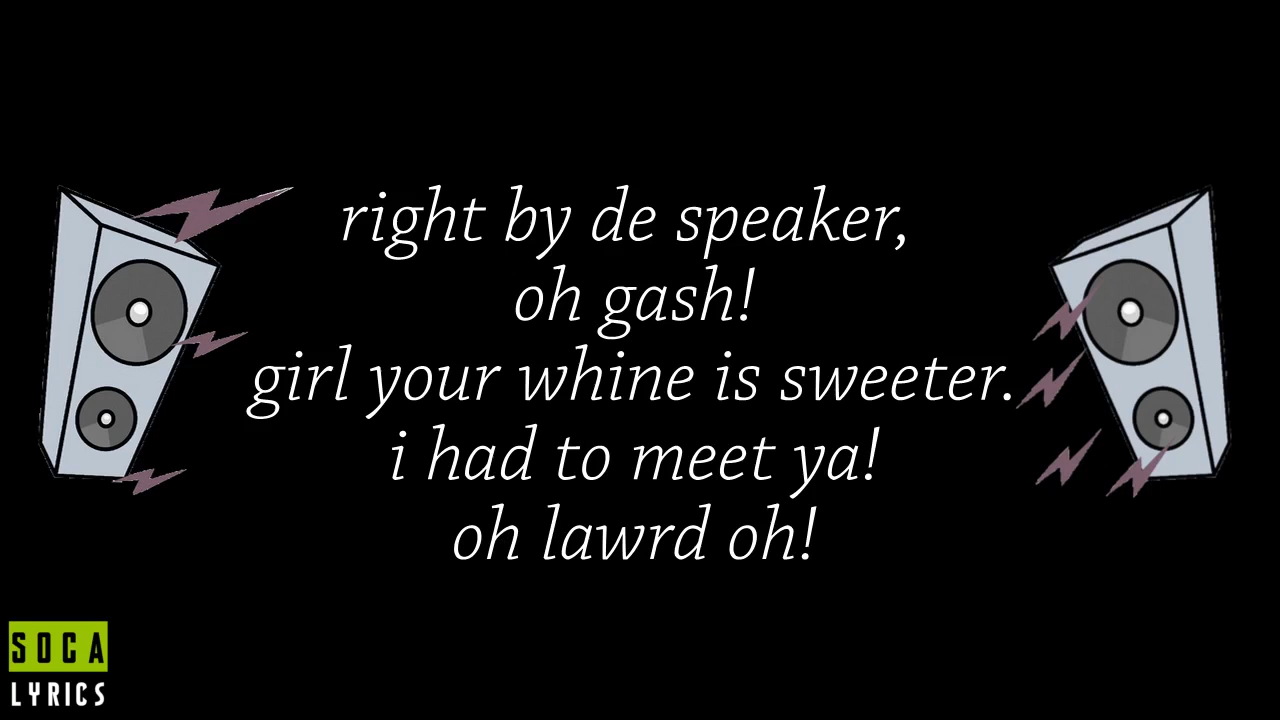 right by de speaker,
oh gash!
girl your whine is sweeter.
i had to meet ya!
oh lawrd oh!
SOCA
LYRICS